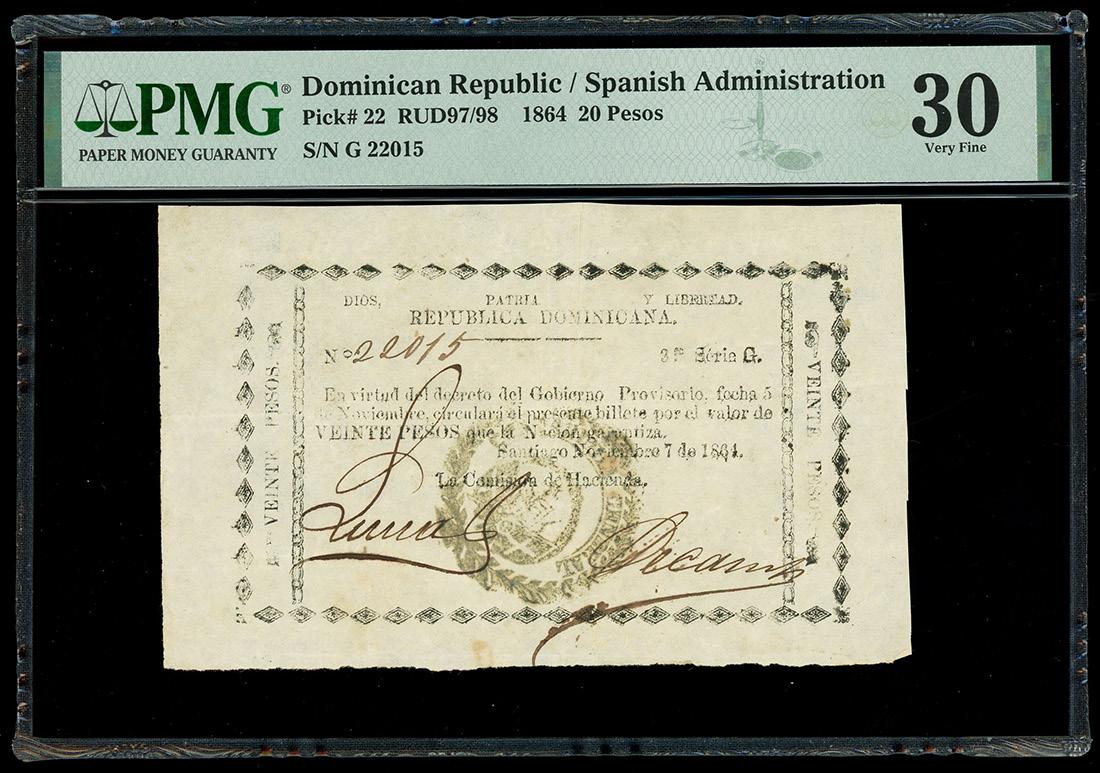 PMG®
PAPER MONEY GUARANTY
Dominican Republic / Spanish Administration
Pick# 22 RUD97/98 1864 20 Pesos
S/N G 22015
30
Very Fine
DIOS, PATRIA Y LIBERTAD.
REPUBLICA DOMINICANA.
No 22015 3ª Séria G.
En virtud del decreto del Gobierno Provisorio, fecha 5
de Noviembre, circulará el presente billete por el valor de
VEINTE PESOS que la Nacion garantiza.
Santiago Noviembre 7 de 1864.
La Comision de Hacienda.
VEINTE PESOS.
VEINTE PESOS.